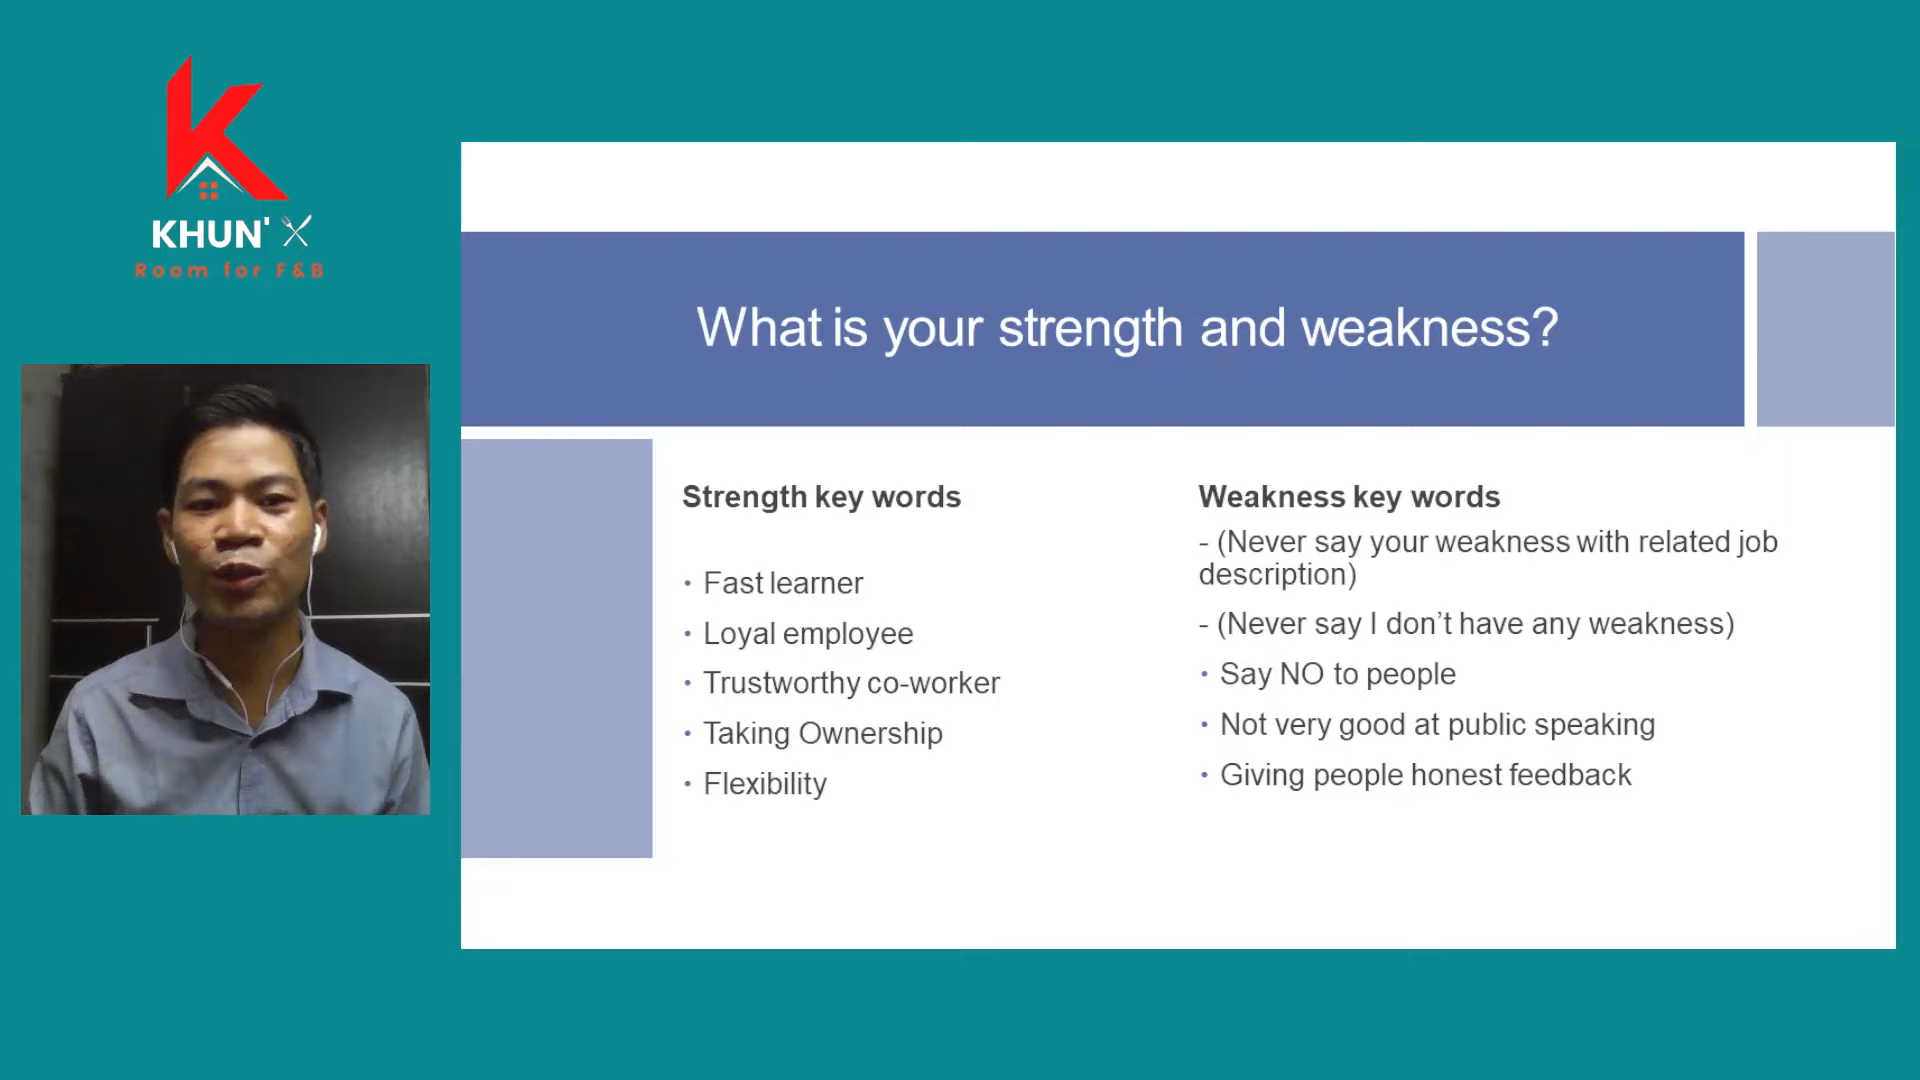 KHUN'
Room for F&B
What is your strength and weakness?
Strength key words
• Fast learner
• Loyal employee
• Trustworthy co-worker
• Taking Ownership
• Flexibility
Weakness key words
- (Never say your weakness with related job
description)
- (Never say I don’t have any weakness)
• Say NO to people
• Not very good at public speaking
• Giving people honest feedback